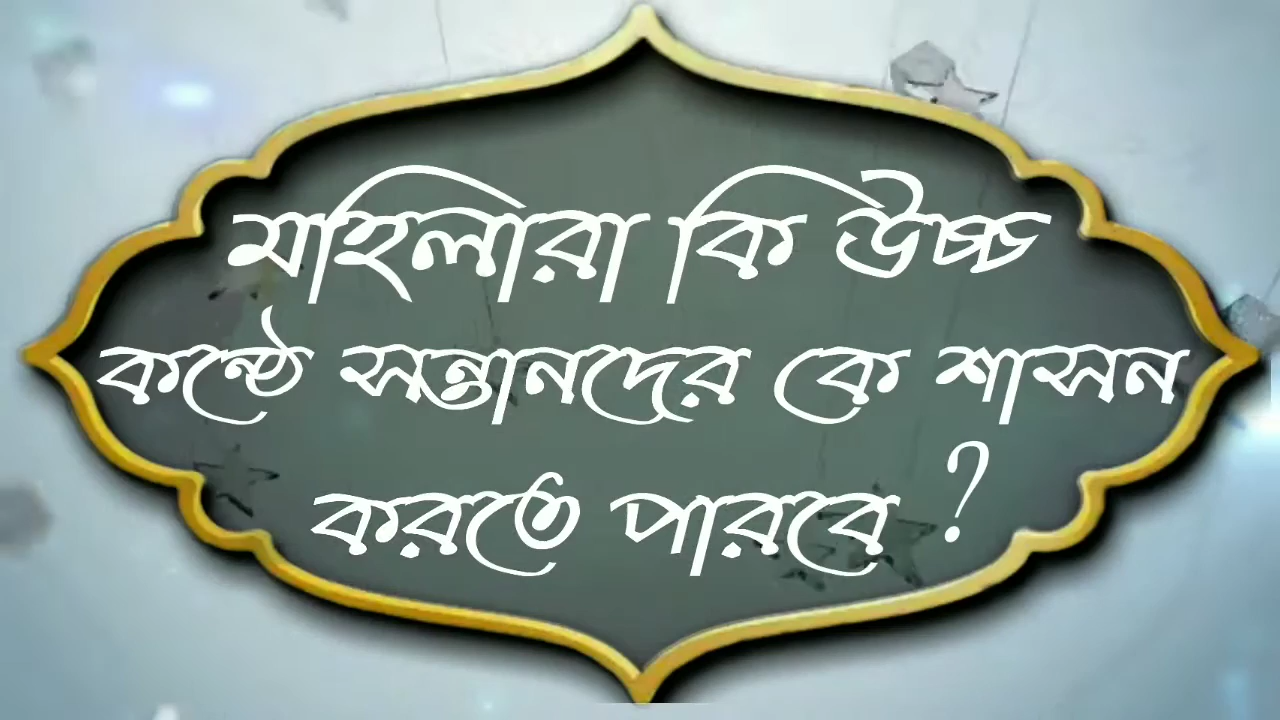 মহিলারা কি উচ্চ
কন্ঠে সন্তানদের কে শাসন
করতে পারবে ?